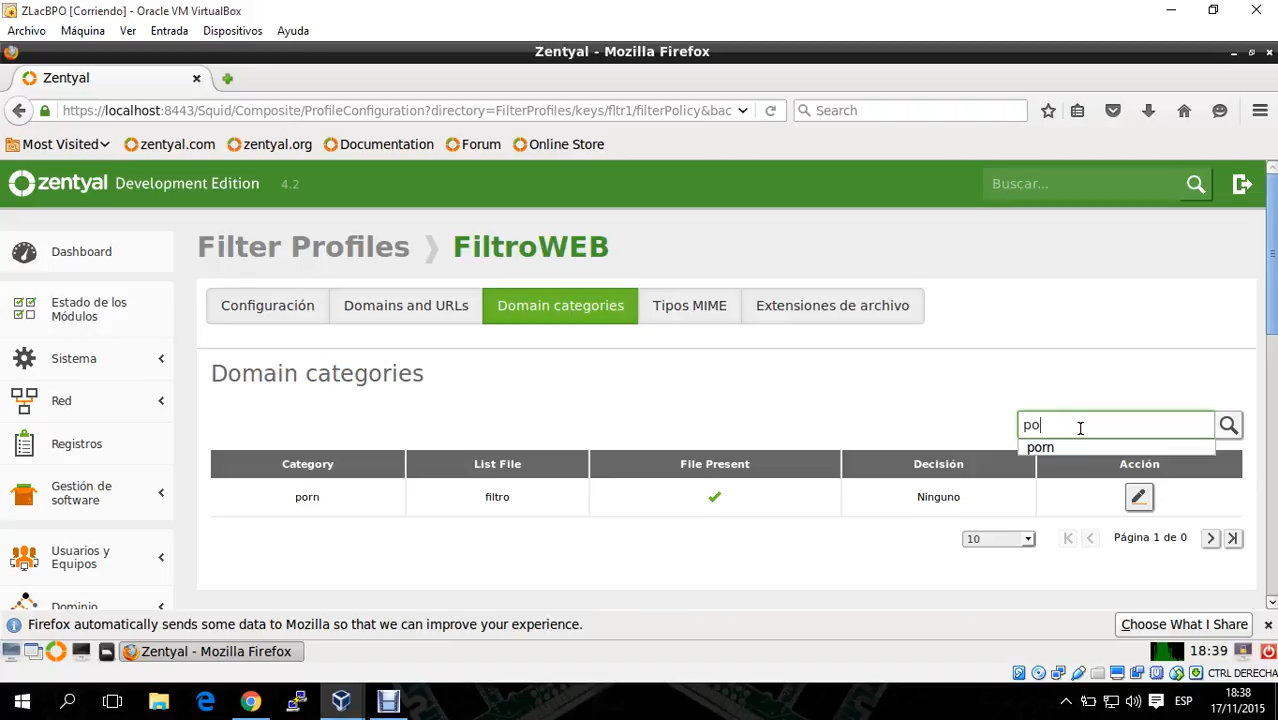 ZLacBPO [Corriendo] - Oracle VM VirtualBox
Archivo Máquina Ver Entrada Dispositivos Ayuda
Zentyal - Mozilla Firefox
Zentyal
https://localhost:8443/Squid/Composite/ProfileConfiguration?directory=FilterProfiles/keys/fltr1/filterPolicy&bac
Search
Most Visited zentyal.com zentyal.org Documentation Forum Online Store
zentyal Development Edition 4.2
Buscar...
Dashboard
Estado de los
Módulos
Sistema
Red
Registros
Gestión de
software
Usuarios y
Equipos
Dominio
Filter Profiles FiltroWEB
Configuración Domains and URLs Domain categories Tipos MIME Extensiones de archivo
Domain categories
po
porn
Category List File File Present Decisión Acción
porn filtro Ninguno
10 Página 1 de 0
Firefox automatically sends some data to Mozilla so that we can improve your experience. Choose What I Share
Zentyal - Mozilla Firefox 18:39
CTRL DERECHA
ESP
18:38
17/11/2015